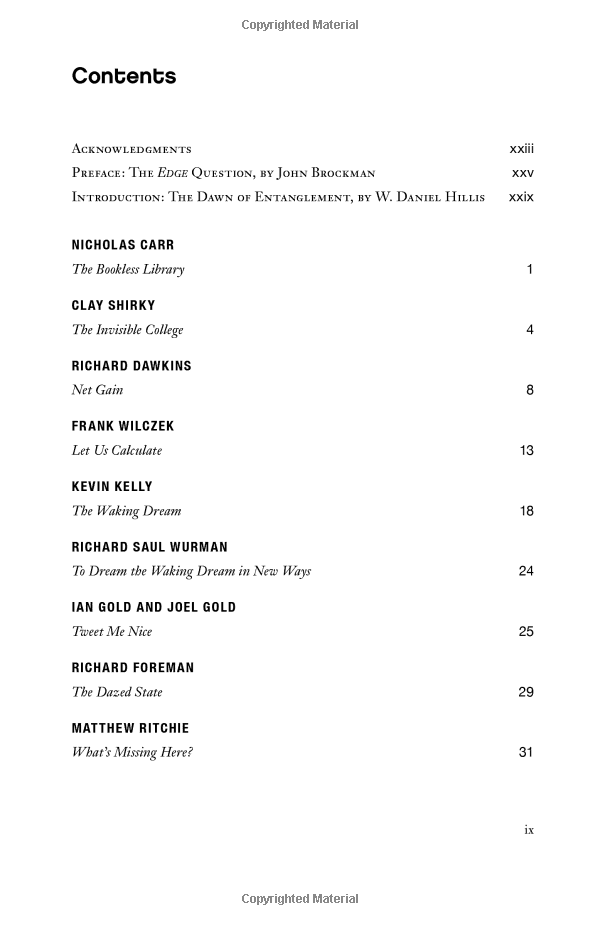 Copyrighted Material
Contents
Acknowledgments xxiii
Preface: The Edge Question, by John Brockman xxv
Introduction: The Dawn of Entanglement, by W. Daniel Hillis xxix
NICHOLAS CARR
The Bookless Library 1
CLAY SHIRKY
The Invisible College 4
RICHARD DAWKINS
Net Gain 8
FRANK WILCZEK
Let Us Calculate 13
KEVIN KELLY
The Waking Dream 18
RICHARD SAUL WURMAN
To Dream the Waking Dream in New Ways 24
IAN GOLD AND JOEL GOLD
Tweet Me Nice 25
RICHARD FOREMAN
The Dazed State 29
MATTHEW RITCHIE
What's Missing Here? 31
ix
Copyrighted Material